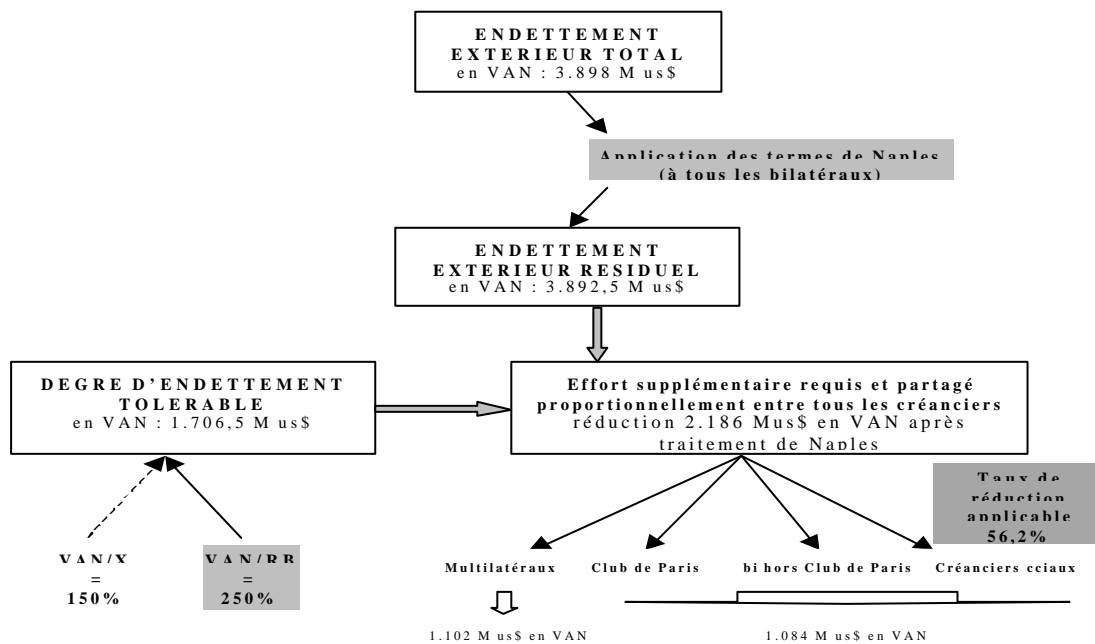 ENDETTEMENT
EXTERIEUR TOTAL
en VAN : 3.898 M us$
Application des termes de Naples
(à tous les bilatéraux)
ENDETTEMENT
EXTERIEUR RESIDUEL
en VAN : 3.892,5 M us$
DEGRE D'ENDETTEMENT
TOLERABLE
en VAN : 1.706,5 M us$
Effort supplémentaire requis et partagé
proportionnellement entre tous les créanciers
réduction 2.186 Mus$ en VAN après
traitement de Naples
Taux de
réduction
applicable
56,2%
VAN/X
=
150%
VAN/RB
=
250%
Multilatéraux
Club de Paris
bi hors Club de Paris
Créanciers cciaux
1.102 M us$ en VAN
1.084 M us$ en VAN